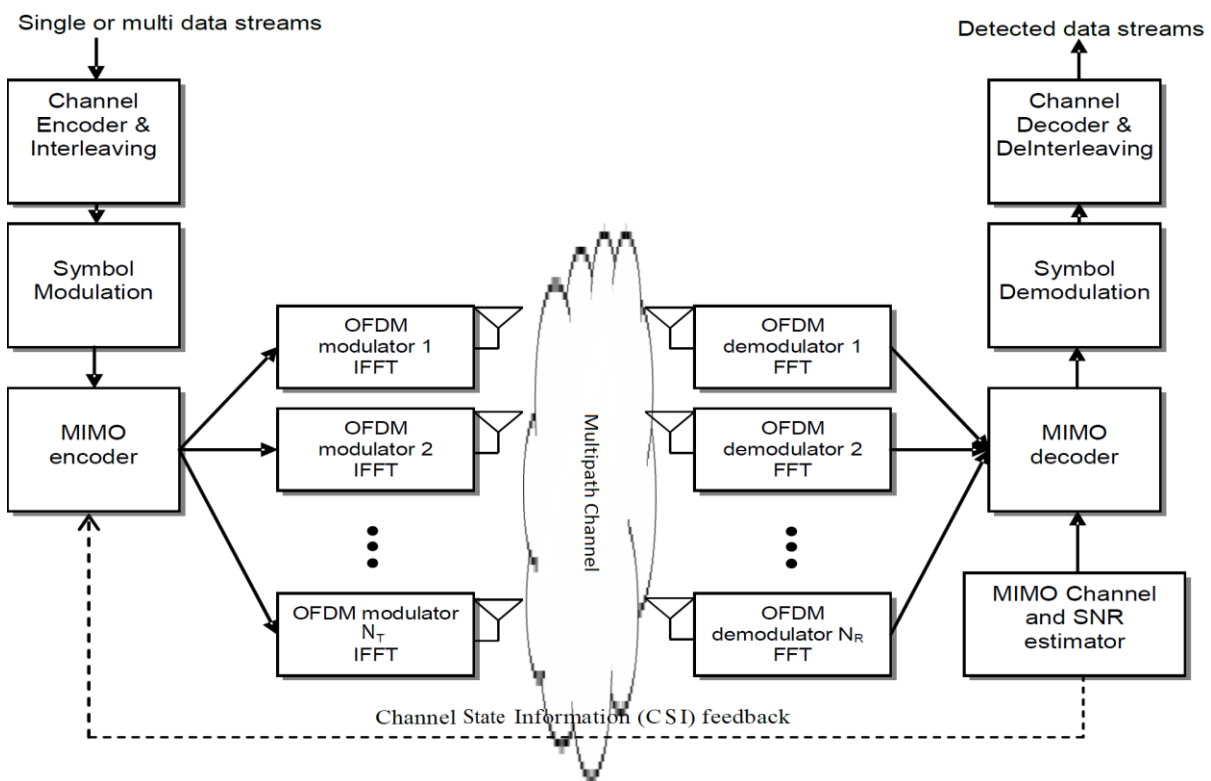 Single or multi data streams
Channel
Encoder &
Interleaving
Symbol
Modulation
MIMO
encoder
OFDM
modulator 1
IFFT
OFDM
modulator 2
IFFT
OFDM modulator
NT
IFFT
Multipath Channel
OFDM
demodulator 1
FFT
OFDM
demodulator 2
FFT
OFDM
demodulator NR
FFT
Detected data streams
Channel
Decoder &
DeInterleaving
Symbol
Demodulation
MIMO
decoder
MIMO Channel
and SNR
estimator
Channel State Information (CSI) feedback